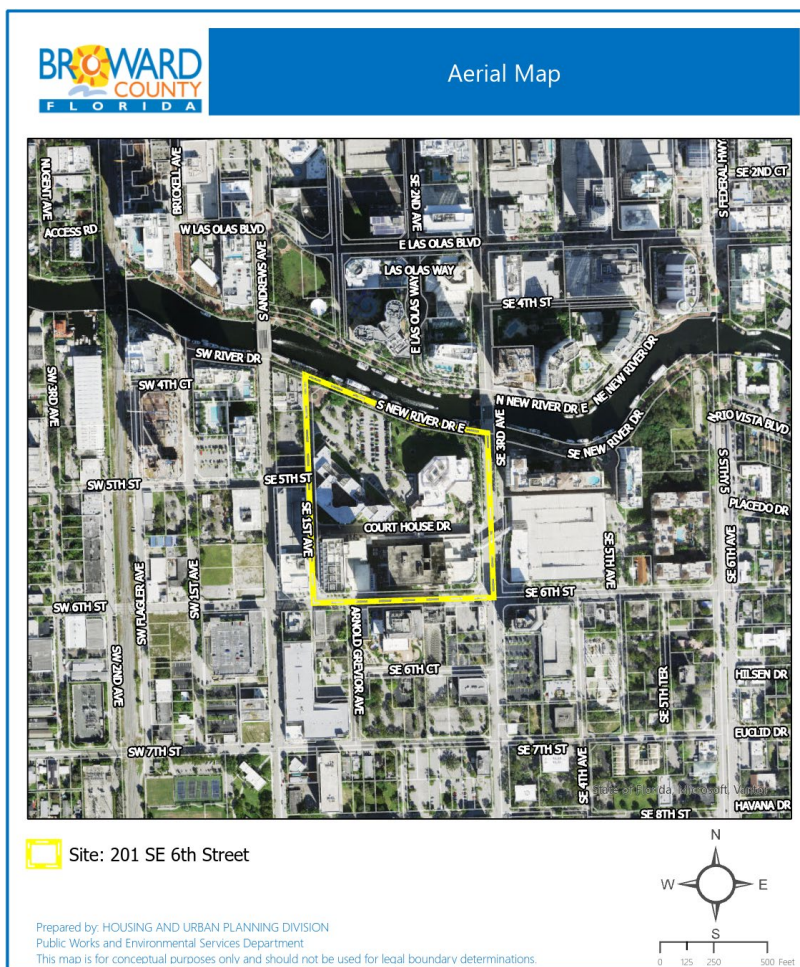 BROWARD
COUNTY
FLORIDA
Aerial Map
NUGENT AVE
BRICKELL AVE
SE 2ND AVE
S FEDERAL HWY
SE 2ND CT
ACCESS RD
W LAS OLAS BLVD
S ANDREWS AVE
E LAS OLAS BLVD
LAS OLAS WAY
E LAS OLAS WAY
SE 4TH ST
SW RIVER DR
SW 3RD AVE
SW 4TH CT
S NEW RIVER DR E
N NEW RIVER DR E
NE NEW RIVER DR
SE 3RD AVE
SE NEW RIVER DR
RIO VISTA BLVD
S STHY 5
SW 5TH ST
SE 5TH ST
SE 1ST AVE
COURT HOUSE DR
SE 5TH AVE
PLACEDO DR
SE 6TH AVE
SW FLAGLER AVE
SW 1ST AVE
SW 6TH ST
SE 6TH ST
SW 2ND AVE
ARNOLD GREVIOR AVE
SE 6TH CT
SE 5TH TER
HILSEN DR
SW 7TH ST
SE 7TH ST
SE 4TH AVE
EUCLID DR
State of Florida, Microsoft, Vantor
HAVANA DR
SE 8TH ST
Site: 201 SE 6th Street
N
W E
S
0 125 250 500 Feet
Prepared by: HOUSING AND URBAN PLANNING DIVISION
Public Works and Environmental Services Department
This map is for conceptual purposes only and should not be used for legal boundary determinations.